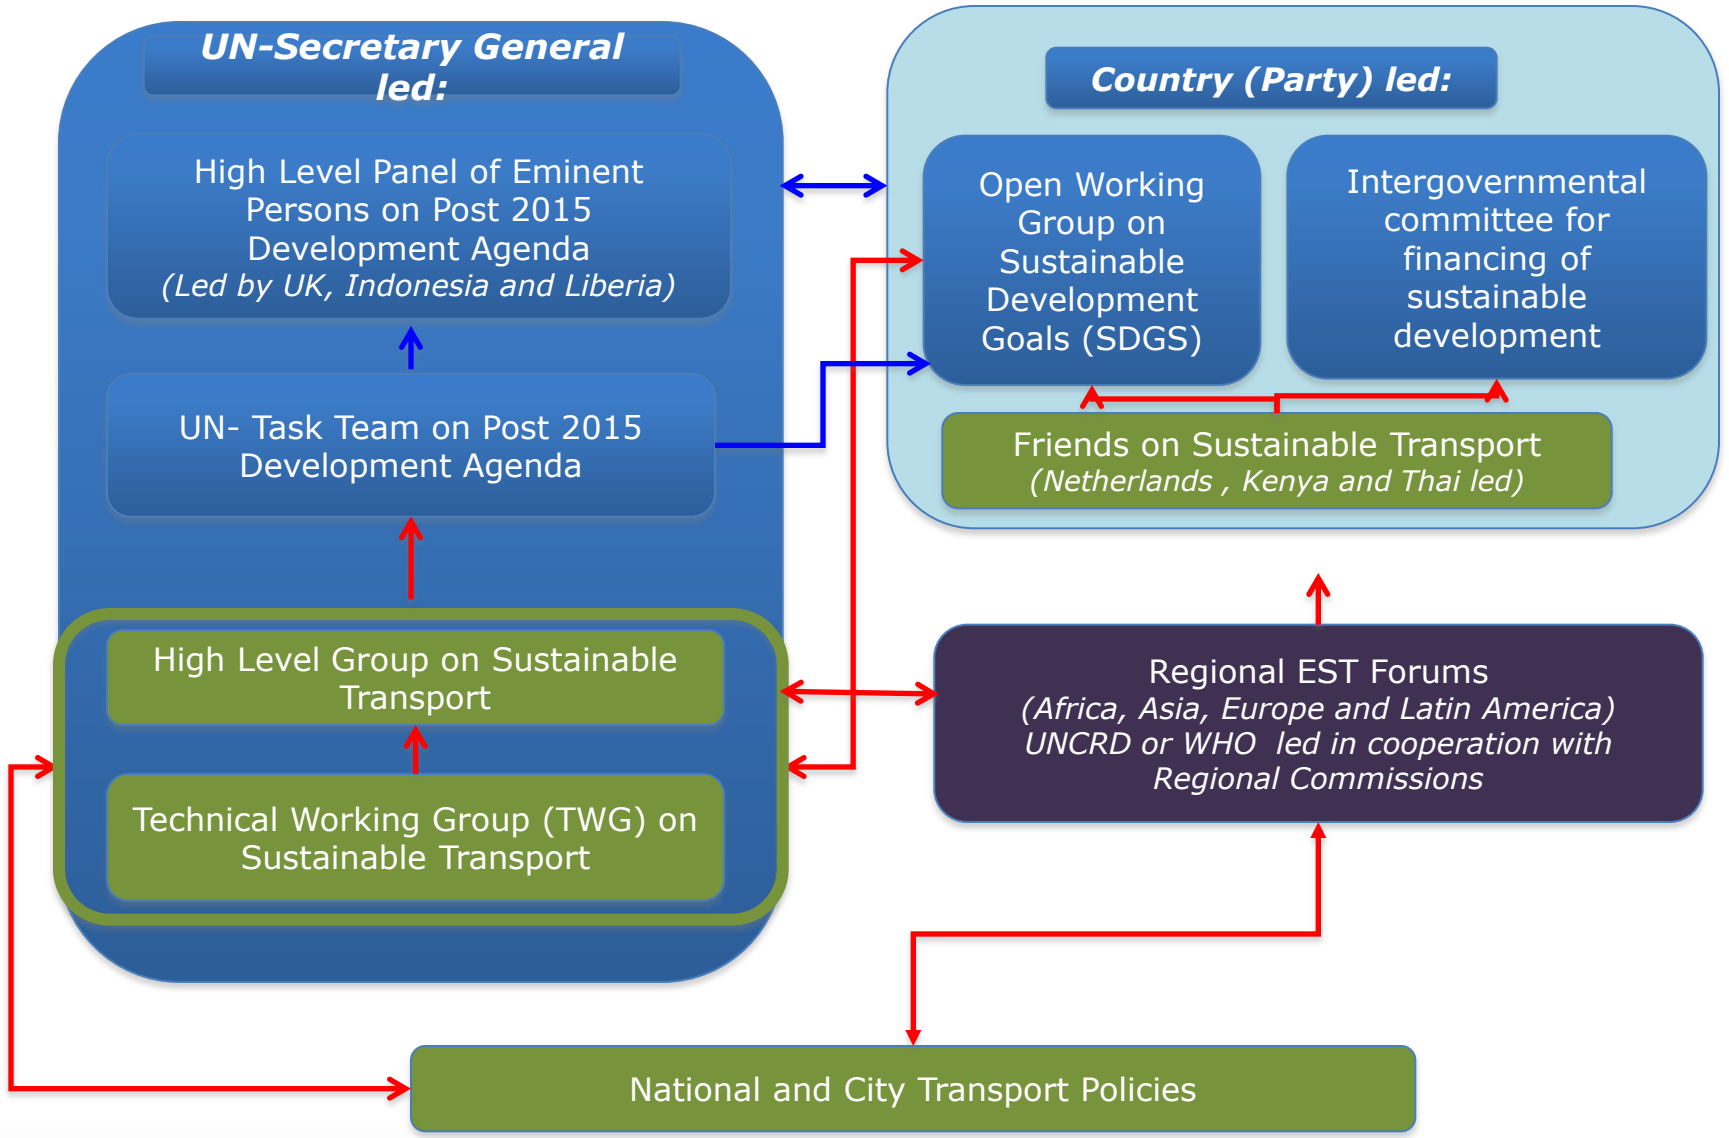 UN-Secretary General
led:
High Level Panel of Eminent
Persons on Post 2015
Development Agenda
(Led by UK, Indonesia and Liberia)
UN- Task Team on Post 2015
Development Agenda
High Level Group on Sustainable
Transport
Technical Working Group (TWG) on
Sustainable Transport
Country (Party) led:
Open Working
Group on
Sustainable
Development
Goals (SDGS)
Intergovernmental
committee for
financing of
sustainable
development
Friends on Sustainable Transport
(Netherlands , Kenya and Thai led)
Regional EST Forums
(Africa, Asia, Europe and Latin America)
UNCRD or WHO  led in cooperation with
Regional Commissions
National and City Transport Policies